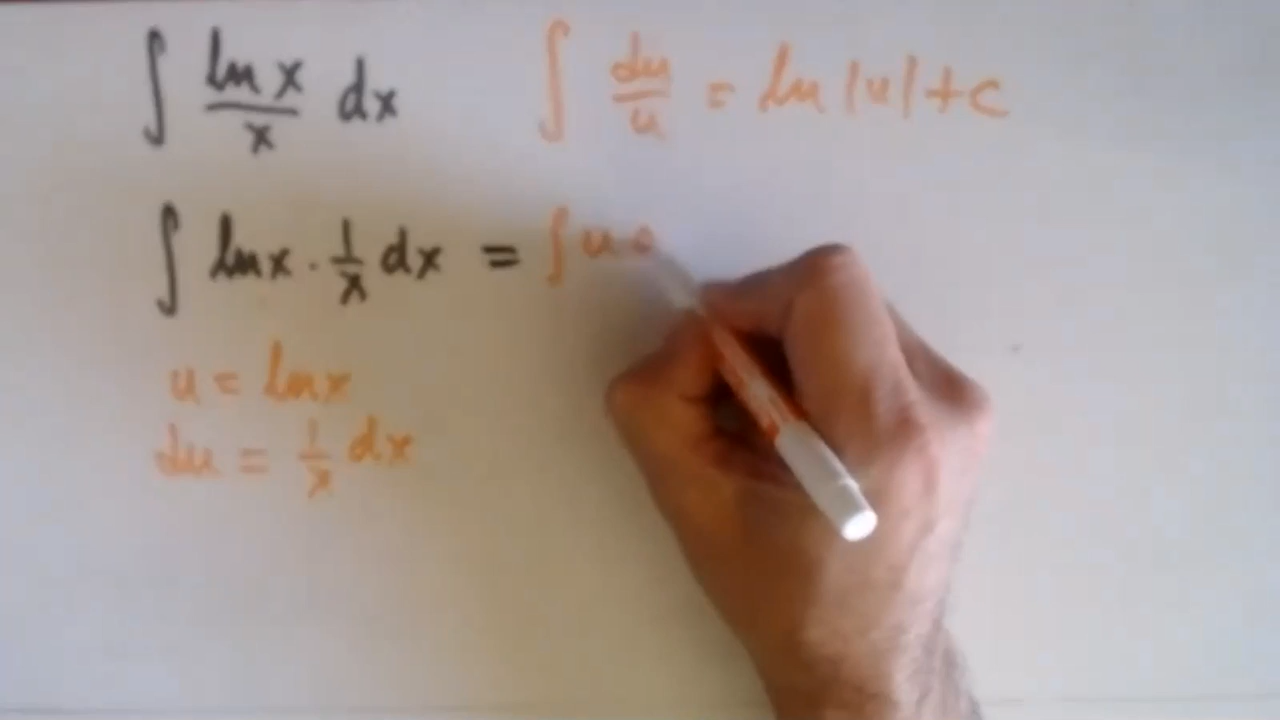 ∫ ln x / x dx    ∫ du/u = ln |u| + c
∫ ln x · 1/x dx = ∫ u
u = ln x
du = 1/x dx